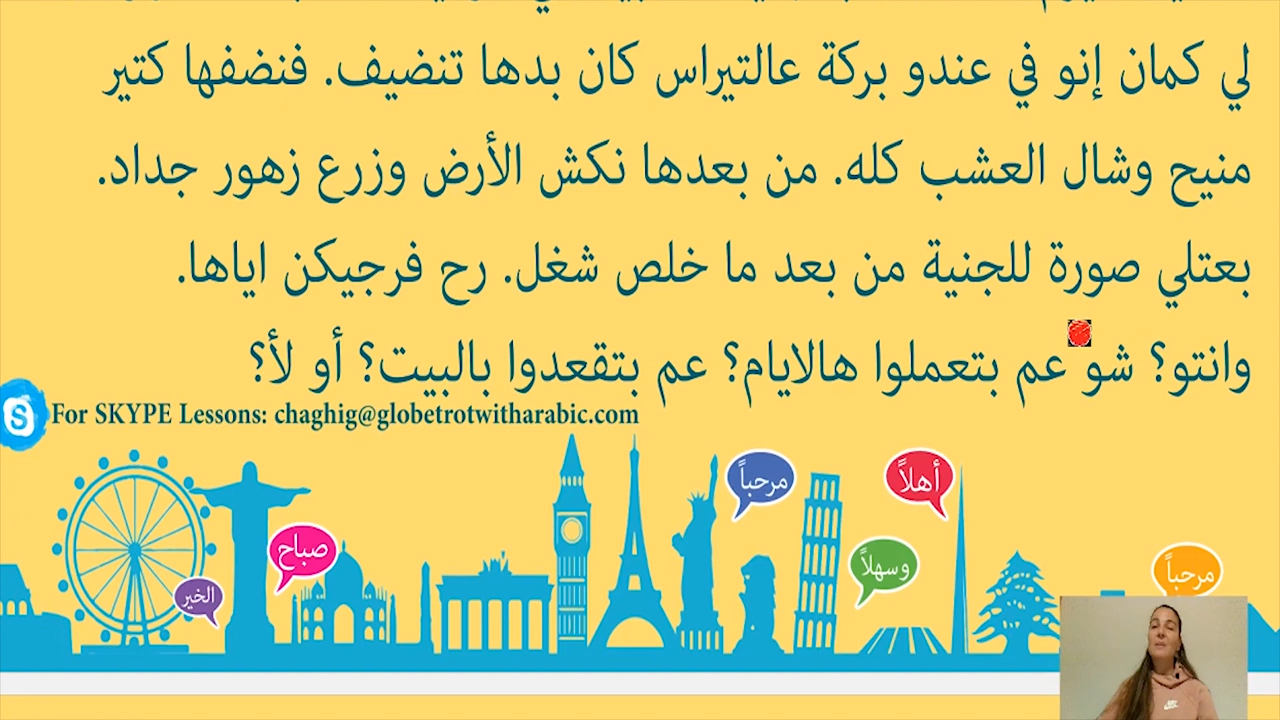 لي كمان إنو في عندو بركة عالتيراس كان بدها تنضيف. فنضفها كتير
منيح وشال العشب كله. من بعدها نكش الأرض وزرع زهور جداد.
بعتلي صورة للجنية من بعد ما خلص شغل. رح فرجيكن اياها.
وانتو؟ شو عم بتعملوا هالايام؟ عم بتقعدوا بالبيت؟ أو لأ؟
For SKYPE Lessons: chaghig@globetrotwitharabic.com
مرحباً
أهلاً
صباح
وسهلاً
مرحباً
الخير